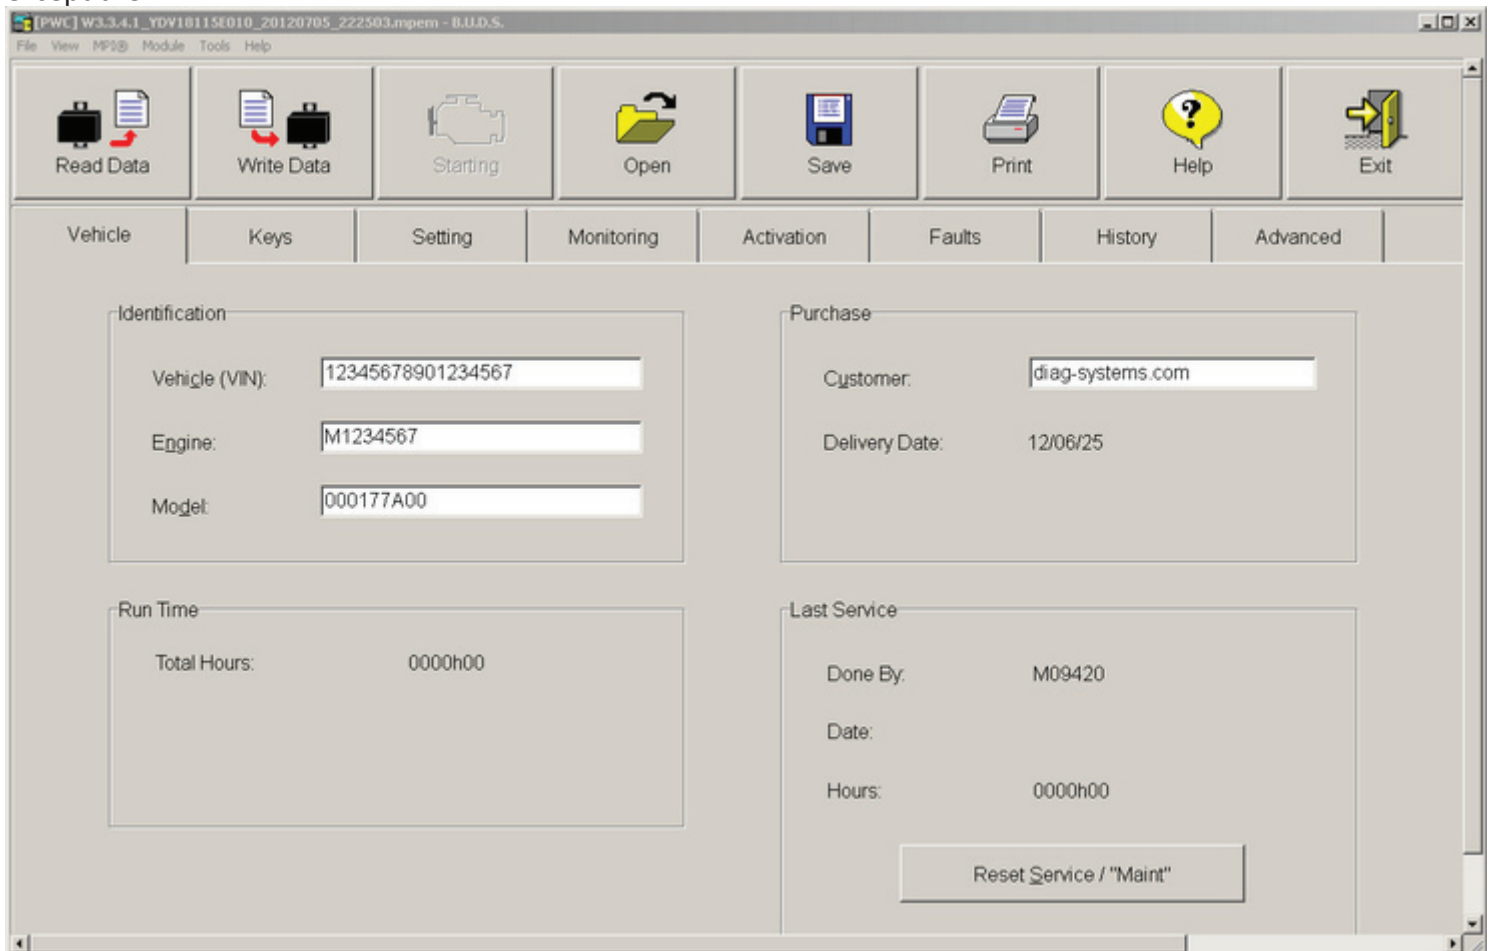 [PWC] W3.3.4.1_YDV18115E010_20120705_222503.mpem - B.U.D.S.
File View MPI® Module Tools Help
Read Data Write Data Starting Open Save Print Help Exit
Vehicle Keys Setting Monitoring Activation Faults History Advanced
Identification
Vehicle (VIN): 12345678901234567
Engine: M1234567
Model: 000177A00
Purchase
Customer: diag-systems.com
Delivery Date: 12/06/25
Run Time
Total Hours: 0000h00
Last Service
Done By: M09420
Date:
Hours: 0000h00
Reset Service / "Maint"